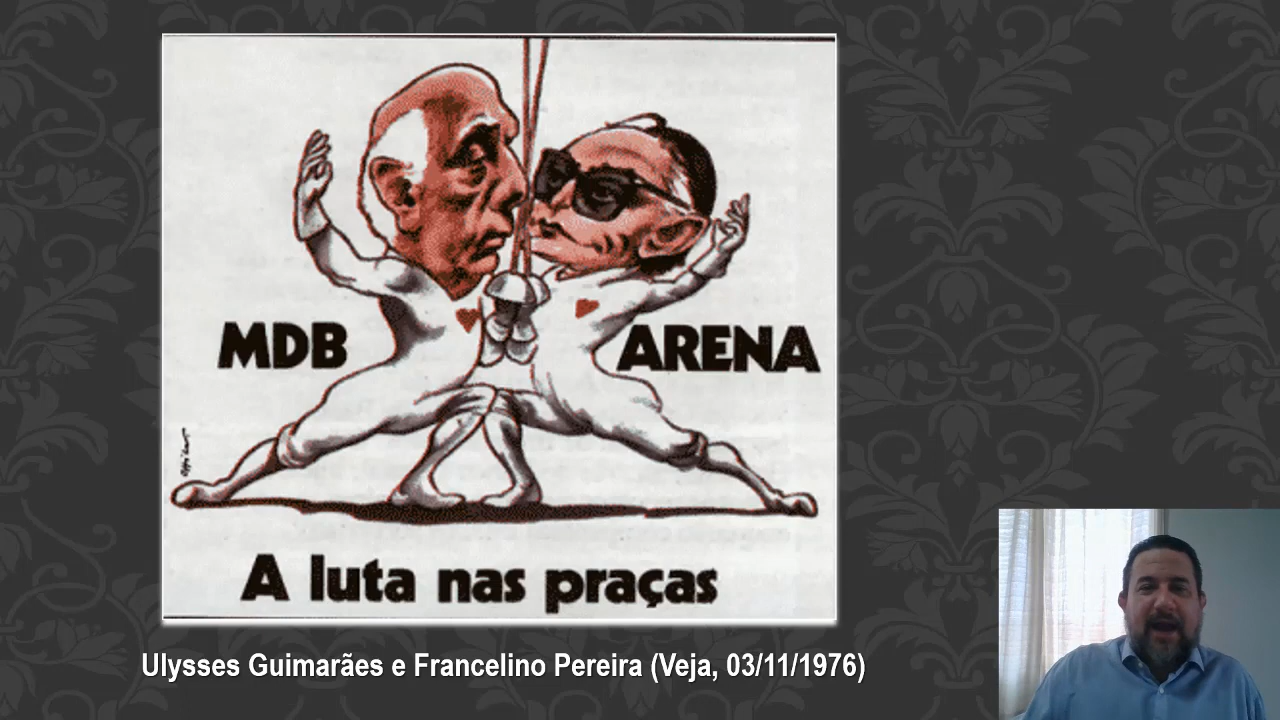 MDB
ARENA
A luta nas praças
Ulysses Guimarães e Francelino Pereira (Veja, 03/11/1976)